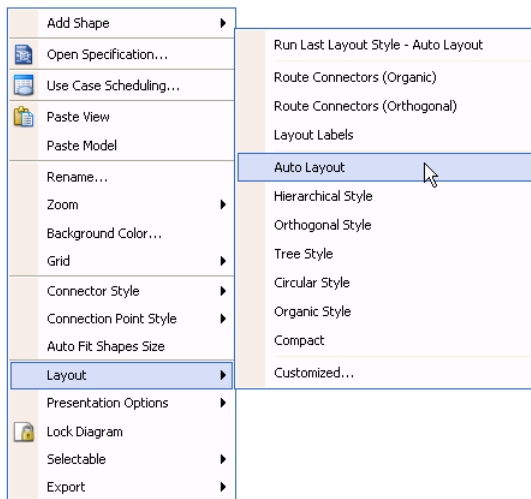 Add Shape
Open Specification...
Use Case Scheduling...
Paste View
Paste Model
Rename...
Zoom
Background Color...
Grid
Connector Style
Connection Point Style
Auto Fit Shapes Size
Layout
Presentation Options
Lock Diagram
Selectable
Export
Run Last Layout Style - Auto Layout
Route Connectors (Organic)
Route Connectors (Orthogonal)
Layout Labels
Auto Layout
Hierarchical Style
Orthogonal Style
Tree Style
Circular Style
Organic Style
Compact
Customized...